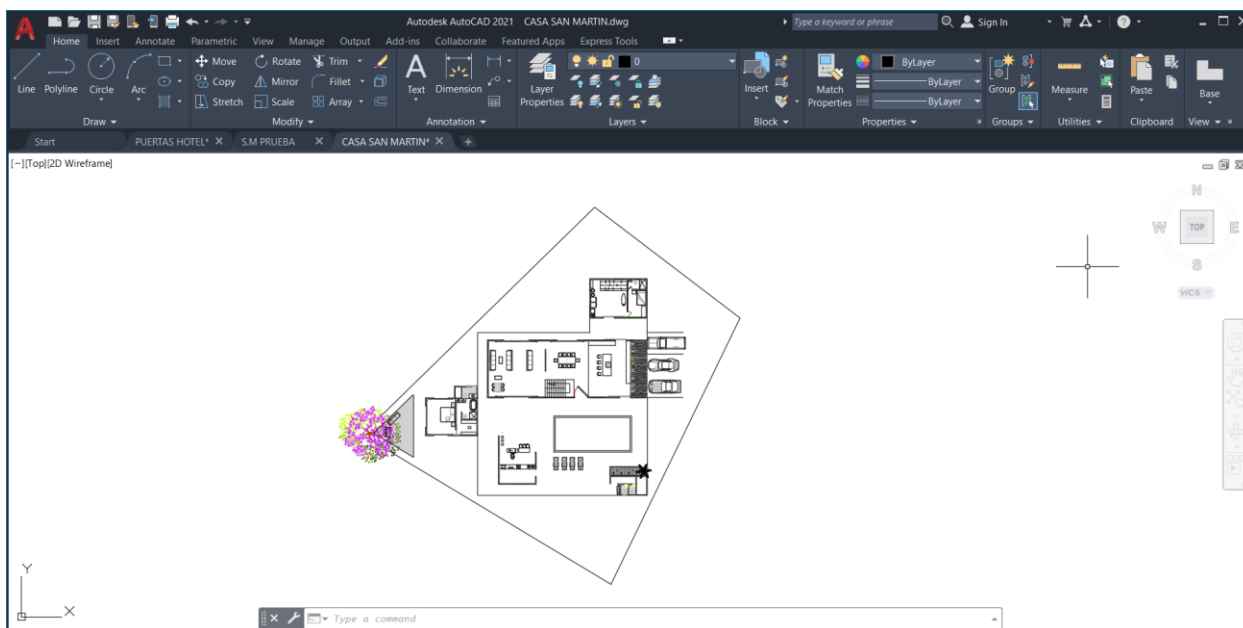 Autodesk AutoCAD 2021 CASA SAN MARTIN.dwg
Type a keyword or phrase
Sign In
Home Insert Annotate Parametric View Manage Output Add-ins Collaborate Featured Apps Express Tools
Line Polyline Circle Arc
Move Rotate Trim
Copy Mirror Fillet
Stretch Scale Array
Text Dimension
Layer Properties
0
Insert
Match Properties
ByLayer
ByLayer
ByLayer
Group
Measure
Paste
Base
Draw Modify Annotation Layers Block Properties Groups Utilities Clipboard View
Start PUERTAS HOTEL* S.M PRUEBA CASA SAN MARTIN* +
[−][Top][2D Wireframe]
N
W TOP E
S
WCS
Y
X
Type a command